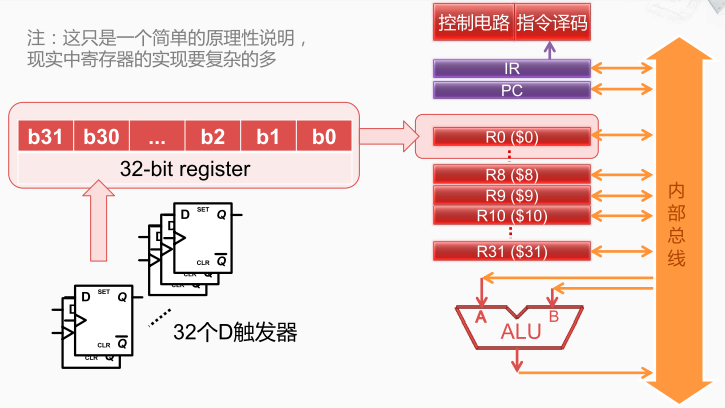 注：这只是一个简单的原理性说明，
现实中寄存器的实现要复杂的多
控制电路 指令译码
IR
PC
b31 b30 ... b2 b1 b0
32-bit register
R0 ($0)
R8 ($8)
R9 ($9)
R10 ($10)
R31 ($31)
内部总线
D SET Q
CLR Q
D
CLR
D SET Q
CLR Q
D
CLR
32个D触发器
A B
ALU